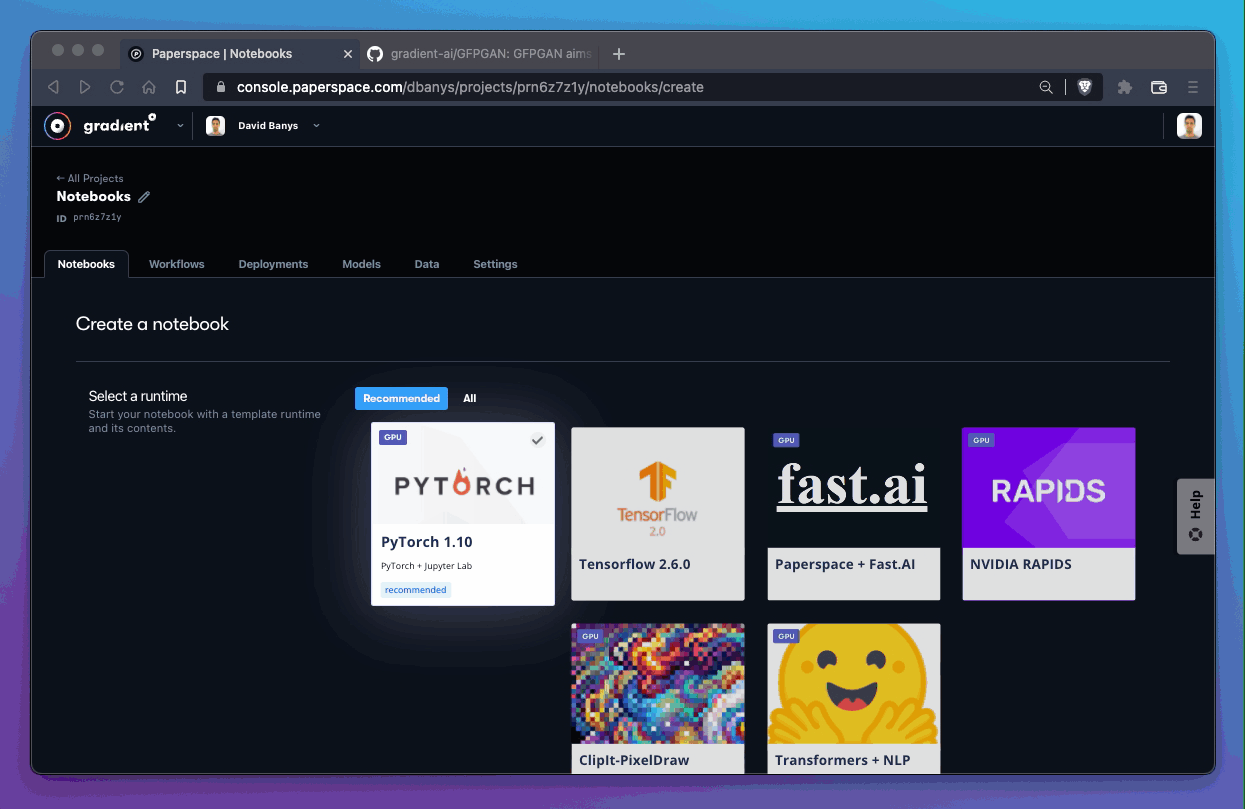 Paperspace | Notebooks
gradient-ai/GFPGAN: GFPGAN aims
console.paperspace.com/dbanys/projects/prn6z7z1y/notebooks/create
gradient
David Banys
← All Projects
Notebooks
ID prn6z7z1y
Notebooks Workflows Deployments Models Data Settings
Create a notebook
Select a runtime
Start your notebook with a template runtime
and its contents.
Recommended All
GPU
PYTORCH
PyTorch 1.10
PyTorch + Jupyter Lab
recommended
TensorFlow
2.0
Tensorflow 2.6.0
GPU
fast.ai
Paperspace + Fast.AI
GPU
RAPIDS
NVIDIA RAPIDS
GPU
ClipIt-PixelDraw
GPU
Transformers + NLP
Help